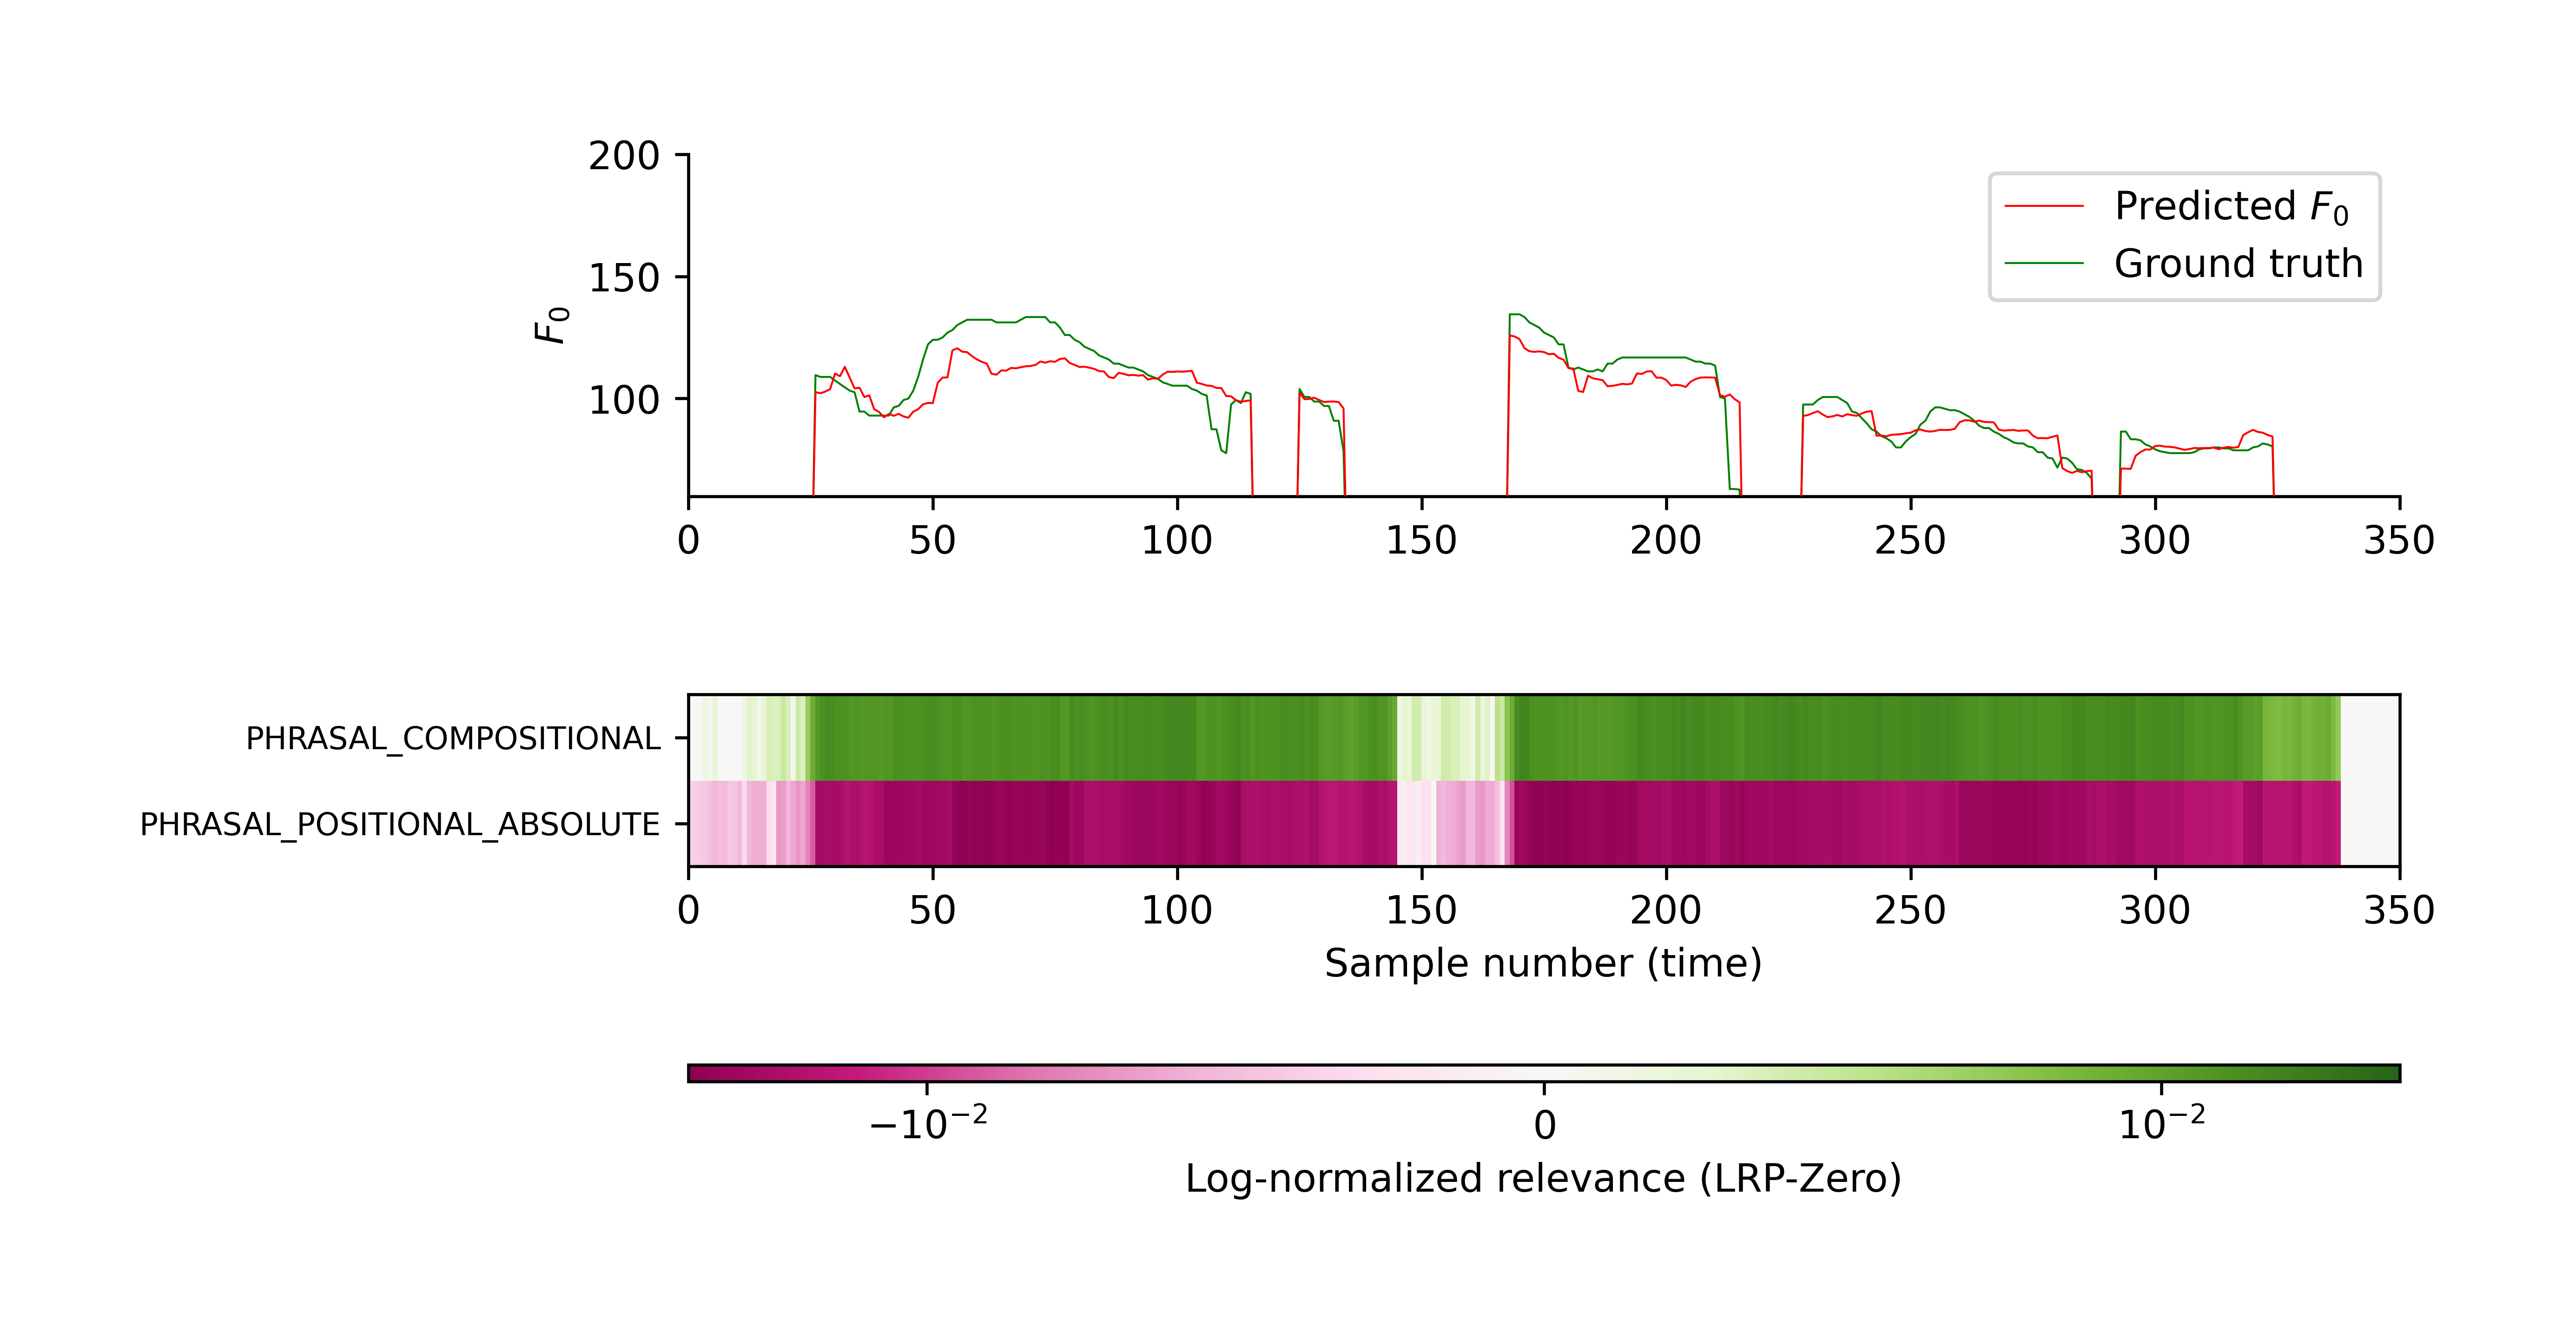 200
150
100
F₀
Predicted F₀
Ground truth
0 50 100 150 200 250 300 350
PHRASAL_COMPOSITIONAL
PHRASAL_POSITIONAL_ABSOLUTE
0 50 100 150 200 250 300 350
Sample number (time)
−10⁻² 0 10⁻²
Log-normalized relevance (LRP-Zero)